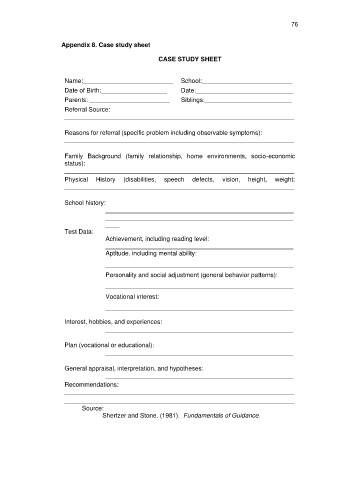 76
Appendix 8. Case study sheet
CASE STUDY SHEET
Name: School:
Date of Birth: Date:
Parents: Siblings:
Referral Source:
Reasons for referral (specific problem including observable symptoms):
Family Background (family relationship, home environments, socio-economic
status):
Physical History (disabilities, speech defects, vision, height, weight:
School history:
Test Data:
Achievement, including reading level:
Aptitude, including mental ability:
Personality and social adjustment (general behavior patterns):
Vocational interest:
Interest, hobbies, and experiences:
Plan (vocational or educational):
General appraisal, interpretation, and hypotheses:
Recommendations:
Source:
Shertzer and Stone. (1981). Fundamentals of Guidance.